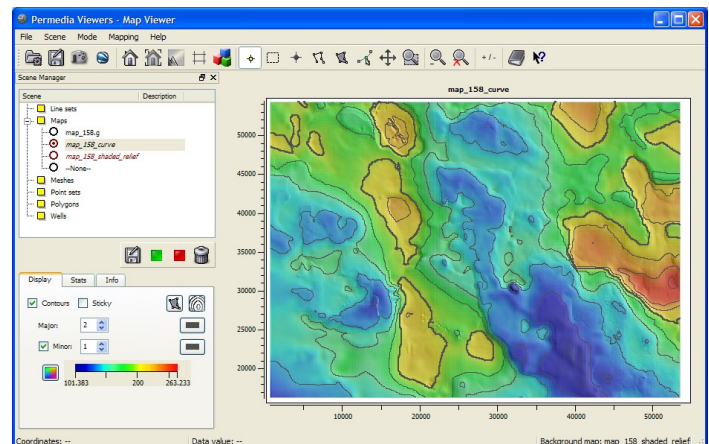 Permedia Viewers - Map Viewer
File Scene Mode Mapping Help
+ / -
Scene Manager
map_158_curve
Scene Description
Line sets
Maps
map_158.g
map_158_curve
map_158_shaded_relief
--None--
Meshes
Point sets
Polygons
Wells
Display Stats Info
Contours Sticky
Major: 2
Minor: 1
101.383 200 263.233
50000
45000
40000
35000
30000
25000
20000
10000 20000 30000 40000 50000
Coordinates: -- Data value: -- Background map: map_158_shaded_relief